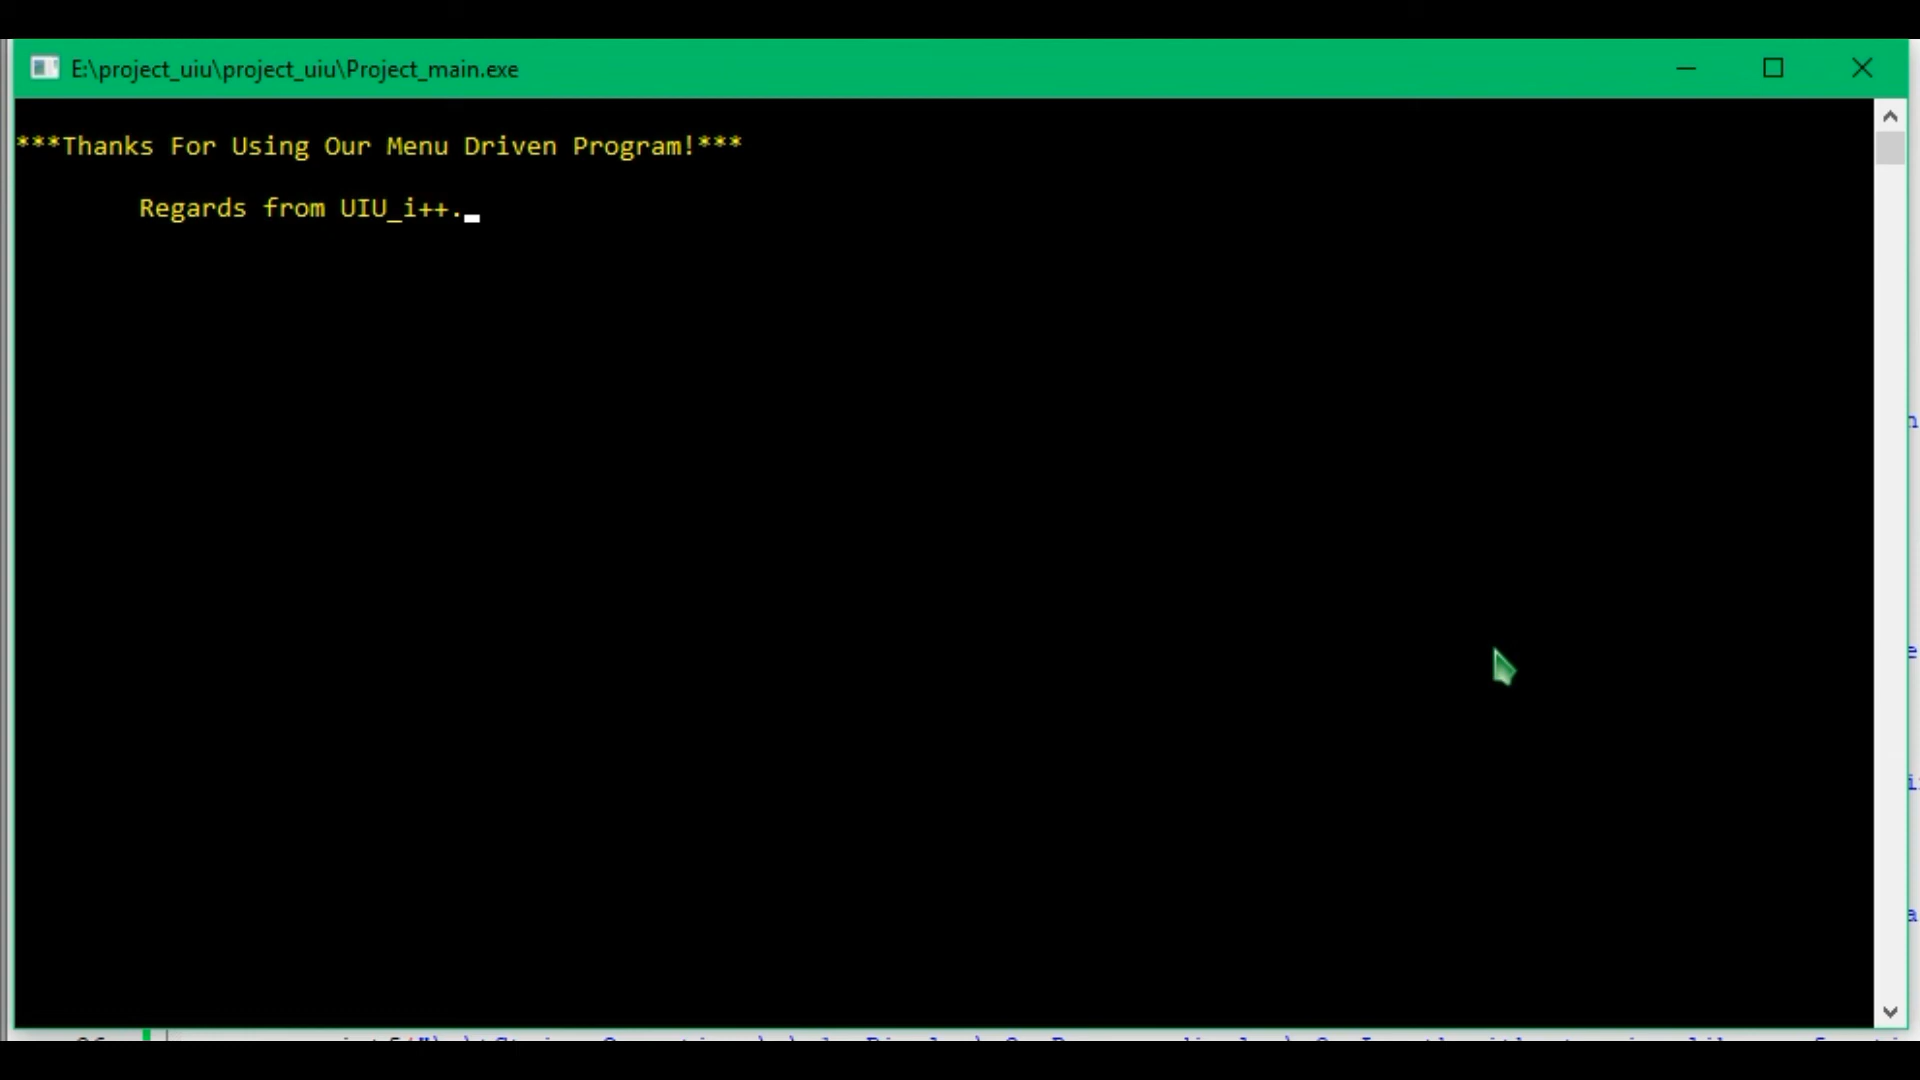 E:\project_uiu\project_uiu\Project_main.exe
***Thanks For Using Our Menu Driven Program!***
Regards from UIU_i++.